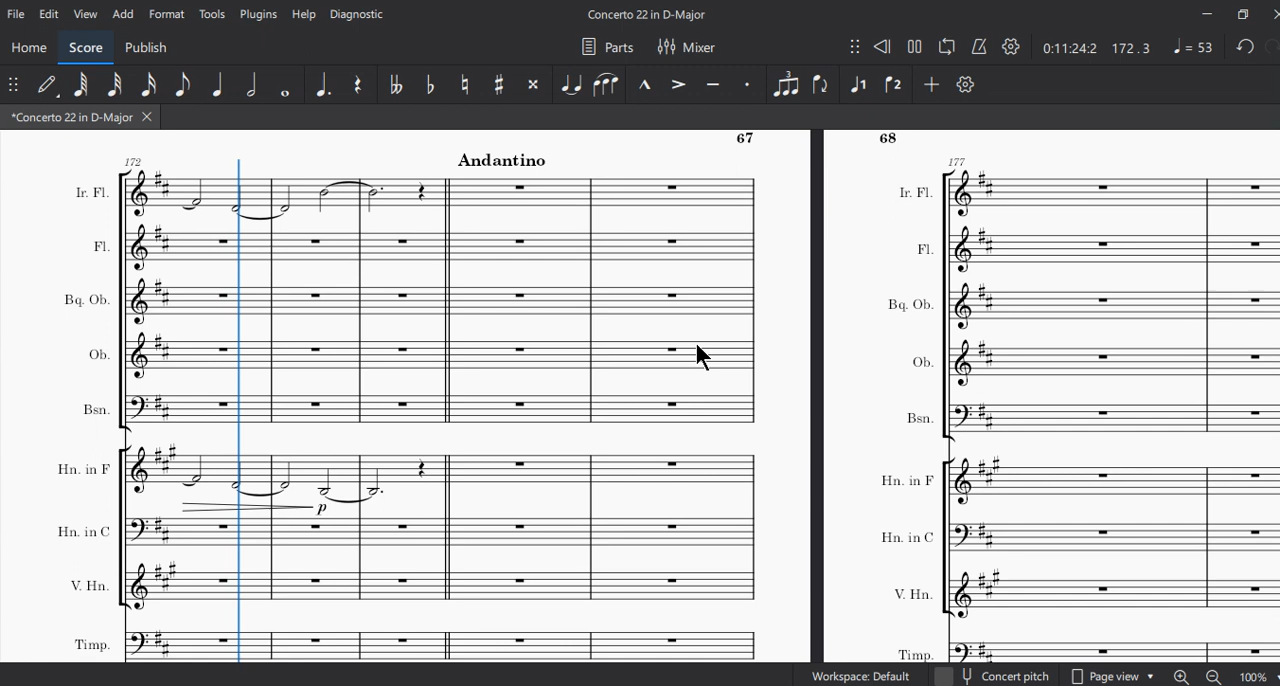 File Edit View Add Format Tools Plugins Help Diagnostic Concerto 22 in D-Major
Home Score Publish Parts Mixer 0:11:24:2 172 . 3 = 53
3 1 2
*Concerto 22 in D-Major
67 68
Andantino
172 177
Ir. Fl. Ir. Fl.
Fl. Fl.
Bq. Ob. Bq. Ob.
Ob. Ob.
Bsn. Bsn.
Hn. in F Hn. in F
p
Hn. in C Hn. in C
V. Hn. V. Hn.
Timp. Timp.
Workspace: Default Concert pitch Page view 100%